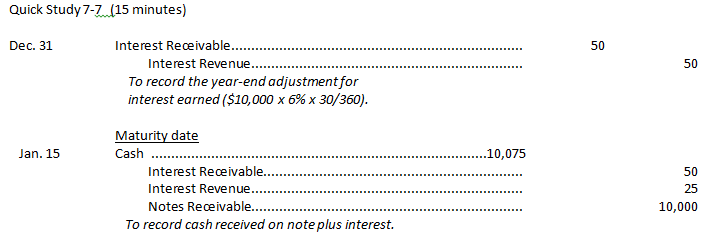 Quick Study 7-7 (15 minutes)
Dec. 31 Interest Receivable.................................................................. 50
Interest Revenue............................................................... 50
To record the year-end adjustment for
interest earned ($10,000 x 6% x 30/360).
Maturity date
Jan. 15 Cash ..................................................................................10,075
Interest Receivable............................................................ 50
Interest Revenue............................................................... 25
Notes Receivable............................................................... 10,000
To record cash received on note plus interest.